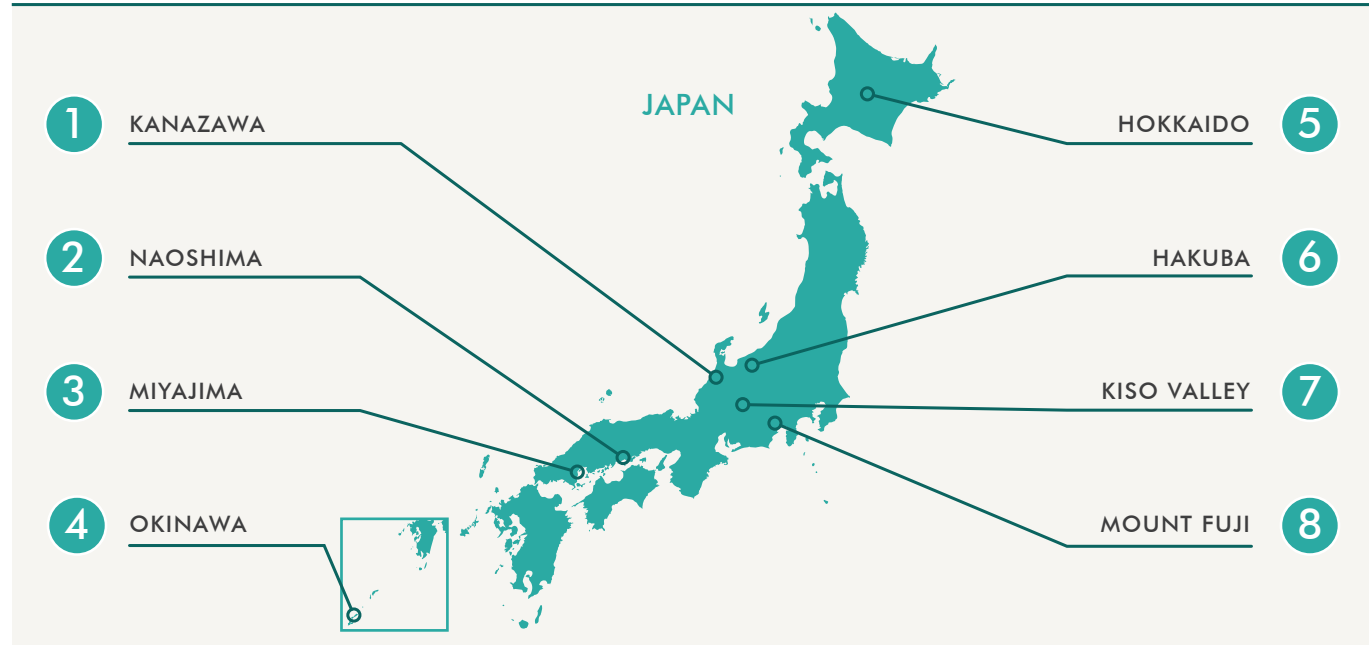 JAPAN
1 KANAZAWA
2 NAOSHIMA
3 MIYAJIMA
4 OKINAWA
HOKKAIDO 5
HAKUBA 6
KISO VALLEY 7
MOUNT FUJI 8